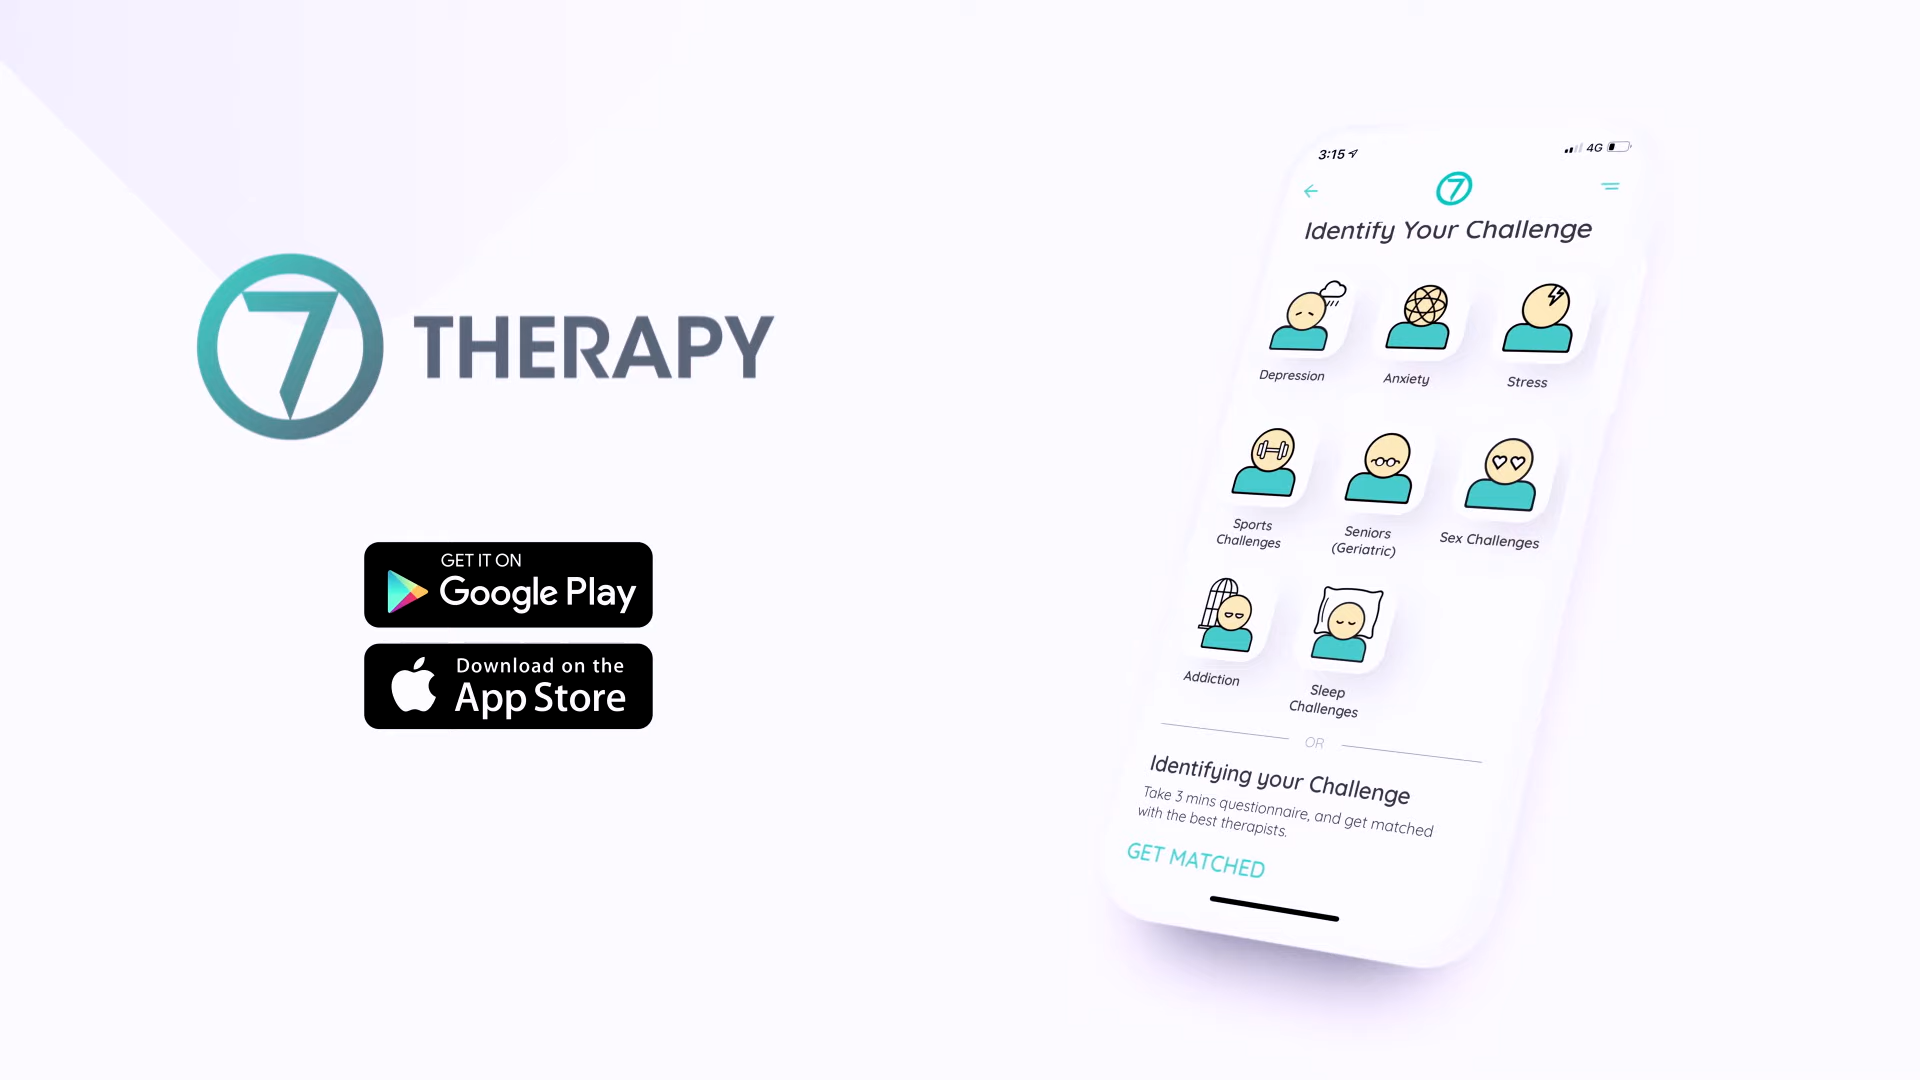 7 THERAPY
GET IT ON
Google Play
Download on the
App Store
3:15
4G
7
Identify Your Challenge
Depression
Anxiety
Stress
Sports
Challenges
Seniors
(Geriatric)
Sex Challenges
Addiction
Sleep
Challenges
OR
Identifying your Challenge
Take 3 mins questionnaire, and get matched
with the best therapists.
GET MATCHED